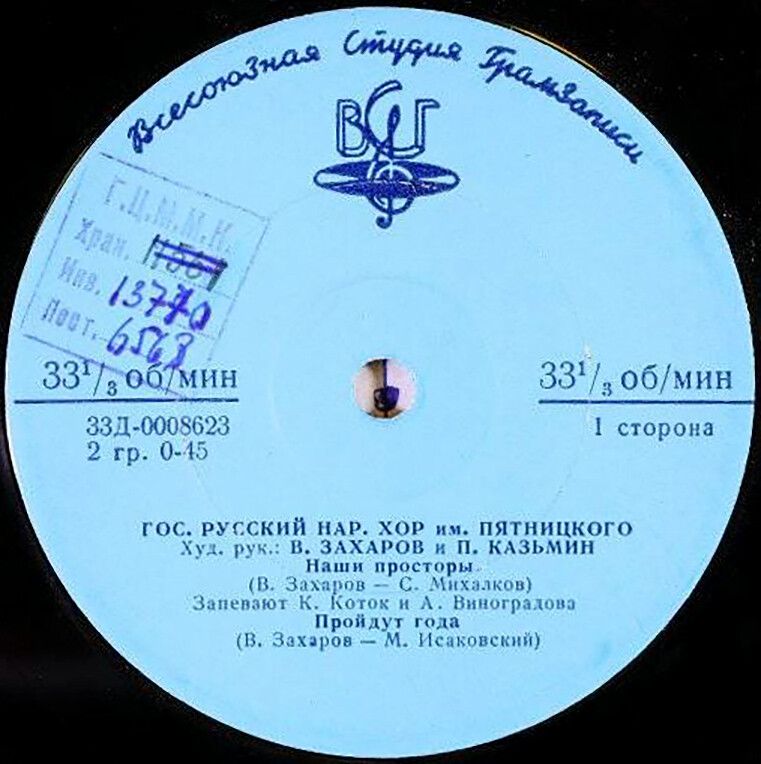 Всесоюзная Студия Грамзаписи
ВСГ
Г.Ц.М.М.К.
Хран.
Инв. 13770
Пост. 6568
33¹/₃ об/мин
33¹/₃ об/мин
33Д-0008623
1 сторона
2 гр. 0-45
ГОС. РУССКИЙ НАР. ХОР им. ПЯТНИЦКОГО
Худ. рук.: В. ЗАХАРОВ и П. КАЗЬМИН
Наши просторы
(В. Захаров — С. Михалков)
Запевают К. Коток и А. Виноградова
Пройдут года
(В. Захаров — М. Исаковский)